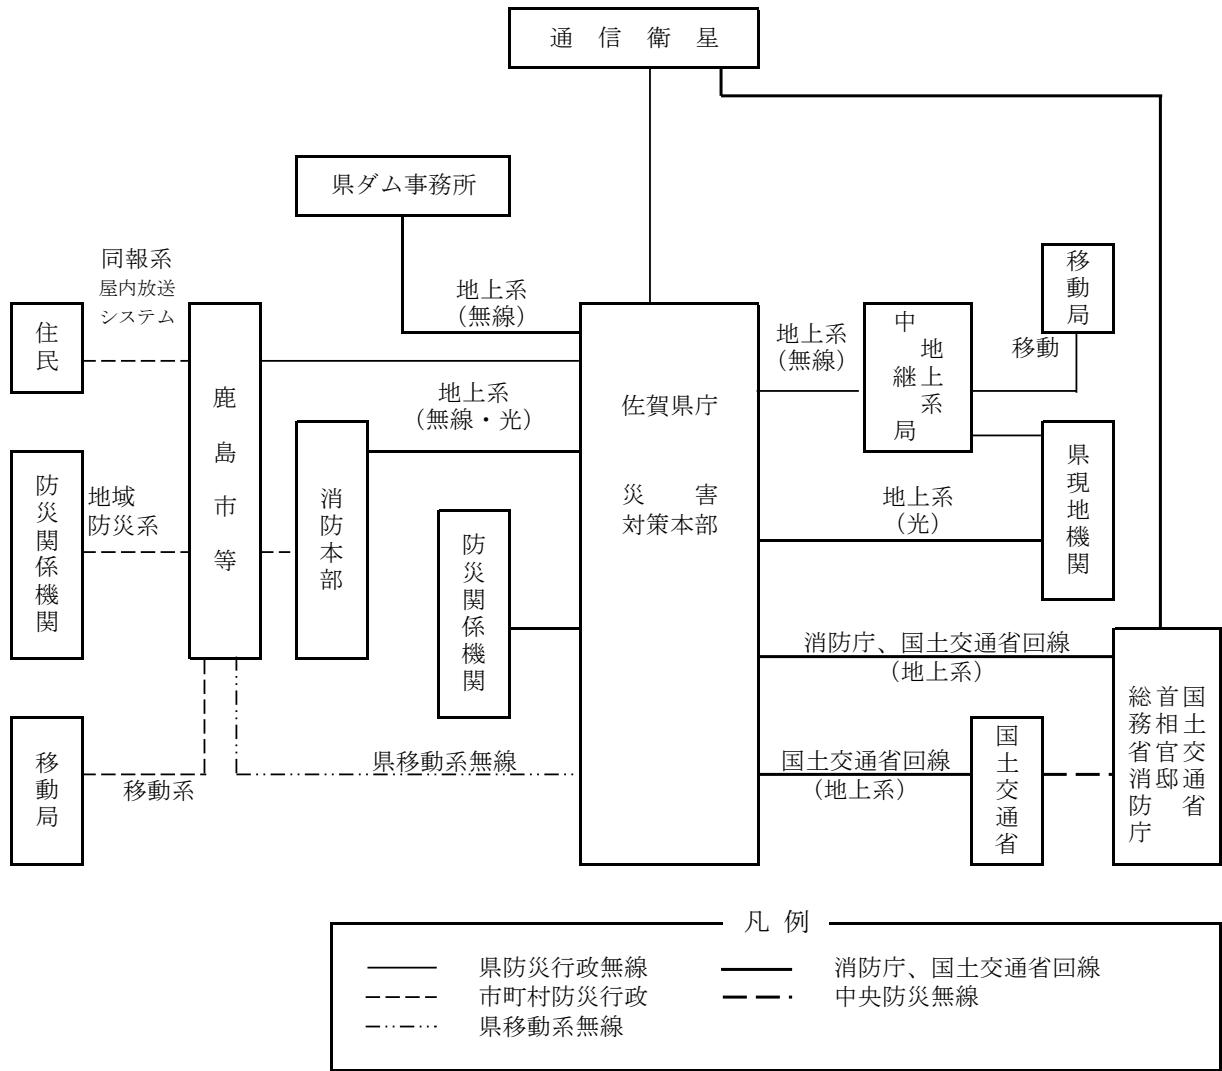 通 信 衛 星
県ダム事務所
同報系
屋内放送
システム
住民
地上系
(無線)
鹿島市等
地上系
(無線・光)
佐賀県庁
災 害
対策本部
地上系
(無線)
中継局
地上系
移動
移動局
防災関係機関
地域
防災系
消防本部
防災関係機関
地上系
(光)
県現地機関
消防庁、国土交通省回線
(地上系)
国土交通省
首相官邸
総務省消防庁
移動局
移動系
県移動系無線
国土交通省回線
(地上系)
国土交通省
凡 例
県防災行政無線
市町村防災行政
県移動系無線
消防庁、国土交通省回線
中央防災無線